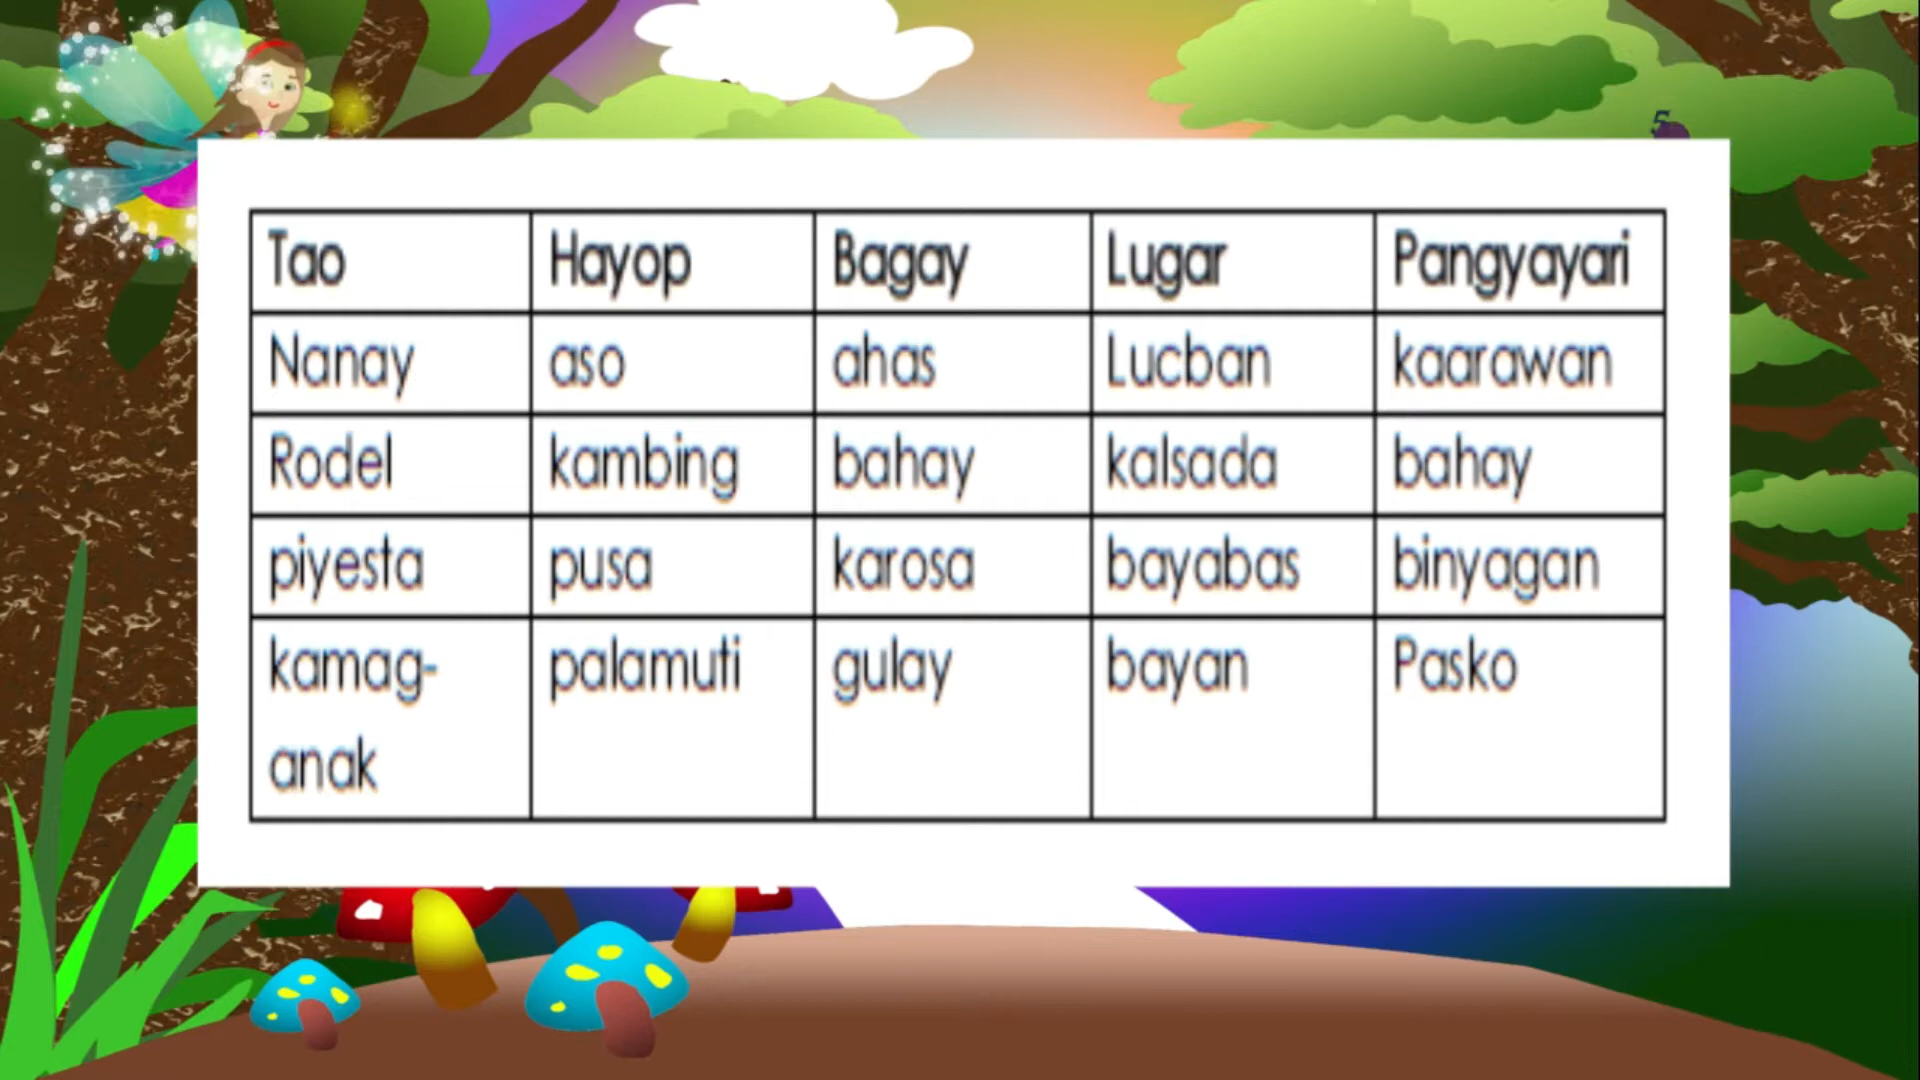 Tao Hayop Bagay Lugar Pangyayari
Nanay aso ahas Lucban kaarawan
Rodel kambing bahay kalsada bahay
piyesta pusa karosa bayabas binyagan
kamag- palamuti gulay bayan Pasko
anak